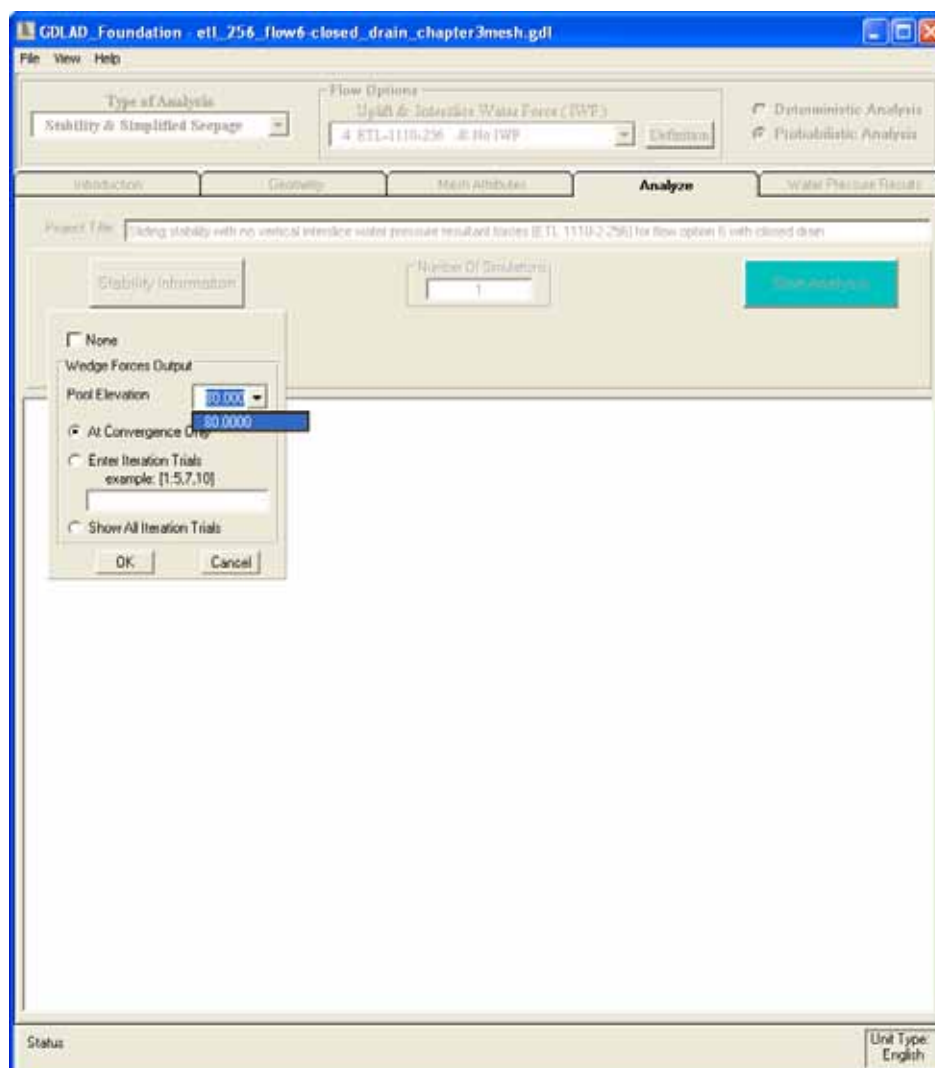 GDLAD_Foundation - etl_256_flow6-closed_drain_chapter3mesh.gdl
File View Help
Type of Analysis
Stability & Simplified Seepage
Flow Options
Uplift & Interslice Water Force (IWF)
4 ETL-1110-256 & No IWF
Definition
Deterministic Analysis
Probabilistic Analysis
Introduction
Geometry
Mesh Attributes
Analyze
Water Pressure Results
Project Title:
Sliding stability with no vertical interslice water pressure resultant forces (ETL 1110-2-256) for flow option 6 with closed drain
Stability Information
Number Of Simulations
1
Start Analysis
None
Wedge Forces Output
Pool Elevation
80.000
80.0000
At Convergence Only
Enter Iteration Trials
example: [1:5,7,10]
Show All Iteration Trials
OK Cancel
Status
Unit Type:
English